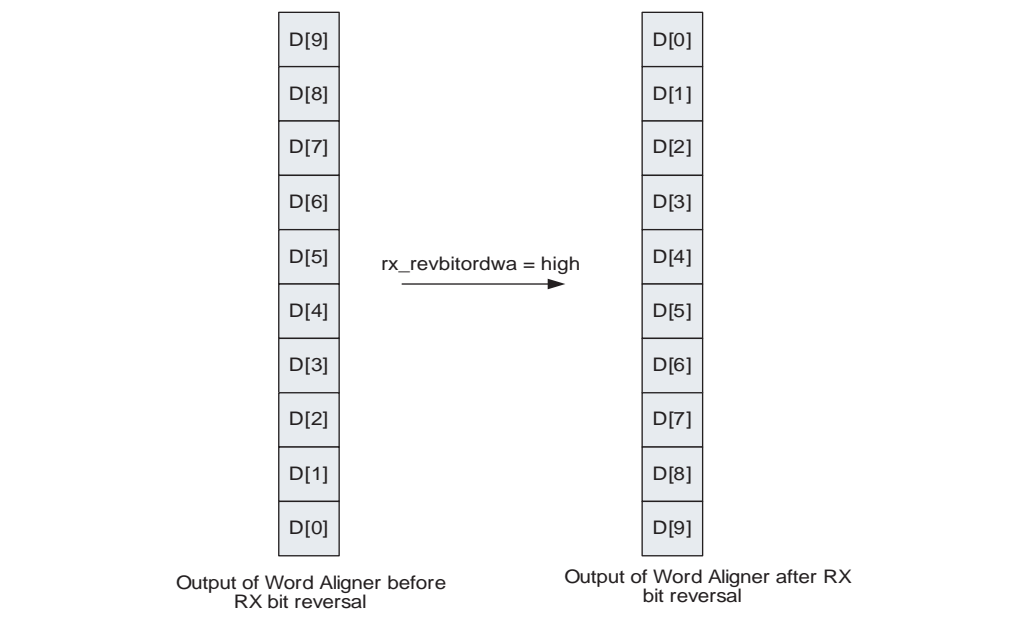 D[9]
D[8]
D[7]
D[6]
D[5]
D[4]
D[3]
D[2]
D[1]
D[0]
Output of Word Aligner before
RX bit reversal
rx_revbitordwa = high
D[0]
D[1]
D[2]
D[3]
D[4]
D[5]
D[6]
D[7]
D[8]
D[9]
Output of Word Aligner after RX
bit reversal